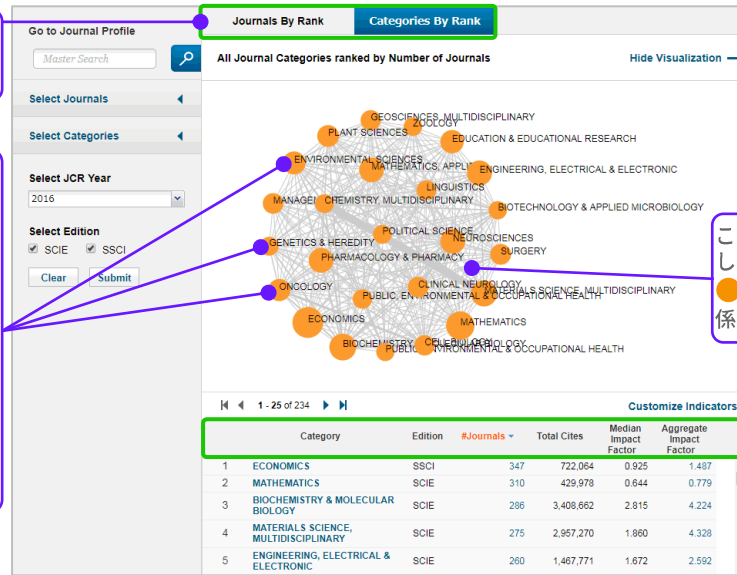 Journals By Rank
Categories By Rank
Go to Journal Profile
Master Search
Select Journals
Select Categories
Select JCR Year
2016
Select Edition
SCIE
SSCI
Clear
Submit
All Journal Categories ranked by Number of Journals
Hide Visualization
GEOSCIENCES, MULTIDISCIPLINARY
ZOOLOGY
PLANT SCIENCES
EDUCATION & EDUCATIONAL RESEARCH
ENVIRONMENTAL SCIENCES
MATHEMATICS, APPLI
ENGINEERING, ELECTRICAL & ELECTRONIC
LINGUISTICS
MANAGE
CHEMISTRY, MULTIDISCIPLINARY
BIOTECHNOLOGY & APPLIED MICROBIOLOGY
POLITICAL SCIENCE
NEUROSCIENCES
GENETICS & HEREDITY
SURGERY
PHARMACOLOGY & PHARMACY
CLINICAL NEUROLOGY
ONCOLOGY
MATERIALS SCIENCE, MULTIDISCIPLINARY
PUBLIC, ENVIRONMENTAL & OCCUPATIONAL HEALTH
ECONOMICS
MATHEMATICS
BIOCHEMISTRY
CELL BIOLOGY
PUBLIC, ENVIRONMENTAL & OCCUPATIONAL HEALTH
こ
し
係
1 - 25 of 234
Customize Indicators
Category Edition #Journals Total Cites Median Impact Factor Aggregate Impact Factor
1 ECONOMICS SSCI 347 722,064 0.925 1.487
2 MATHEMATICS SCIE 310 429,978 0.644 0.779
3 BIOCHEMISTRY & MOLECULAR BIOLOGY SCIE 286 3,408,662 2.815 4.224
4 MATERIALS SCIENCE, MULTIDISCIPLINARY SCIE 275 2,957,270 1.860 4.328
5 ENGINEERING, ELECTRICAL & ELECTRONIC SCIE 260 1,467,771 1.672 2.592